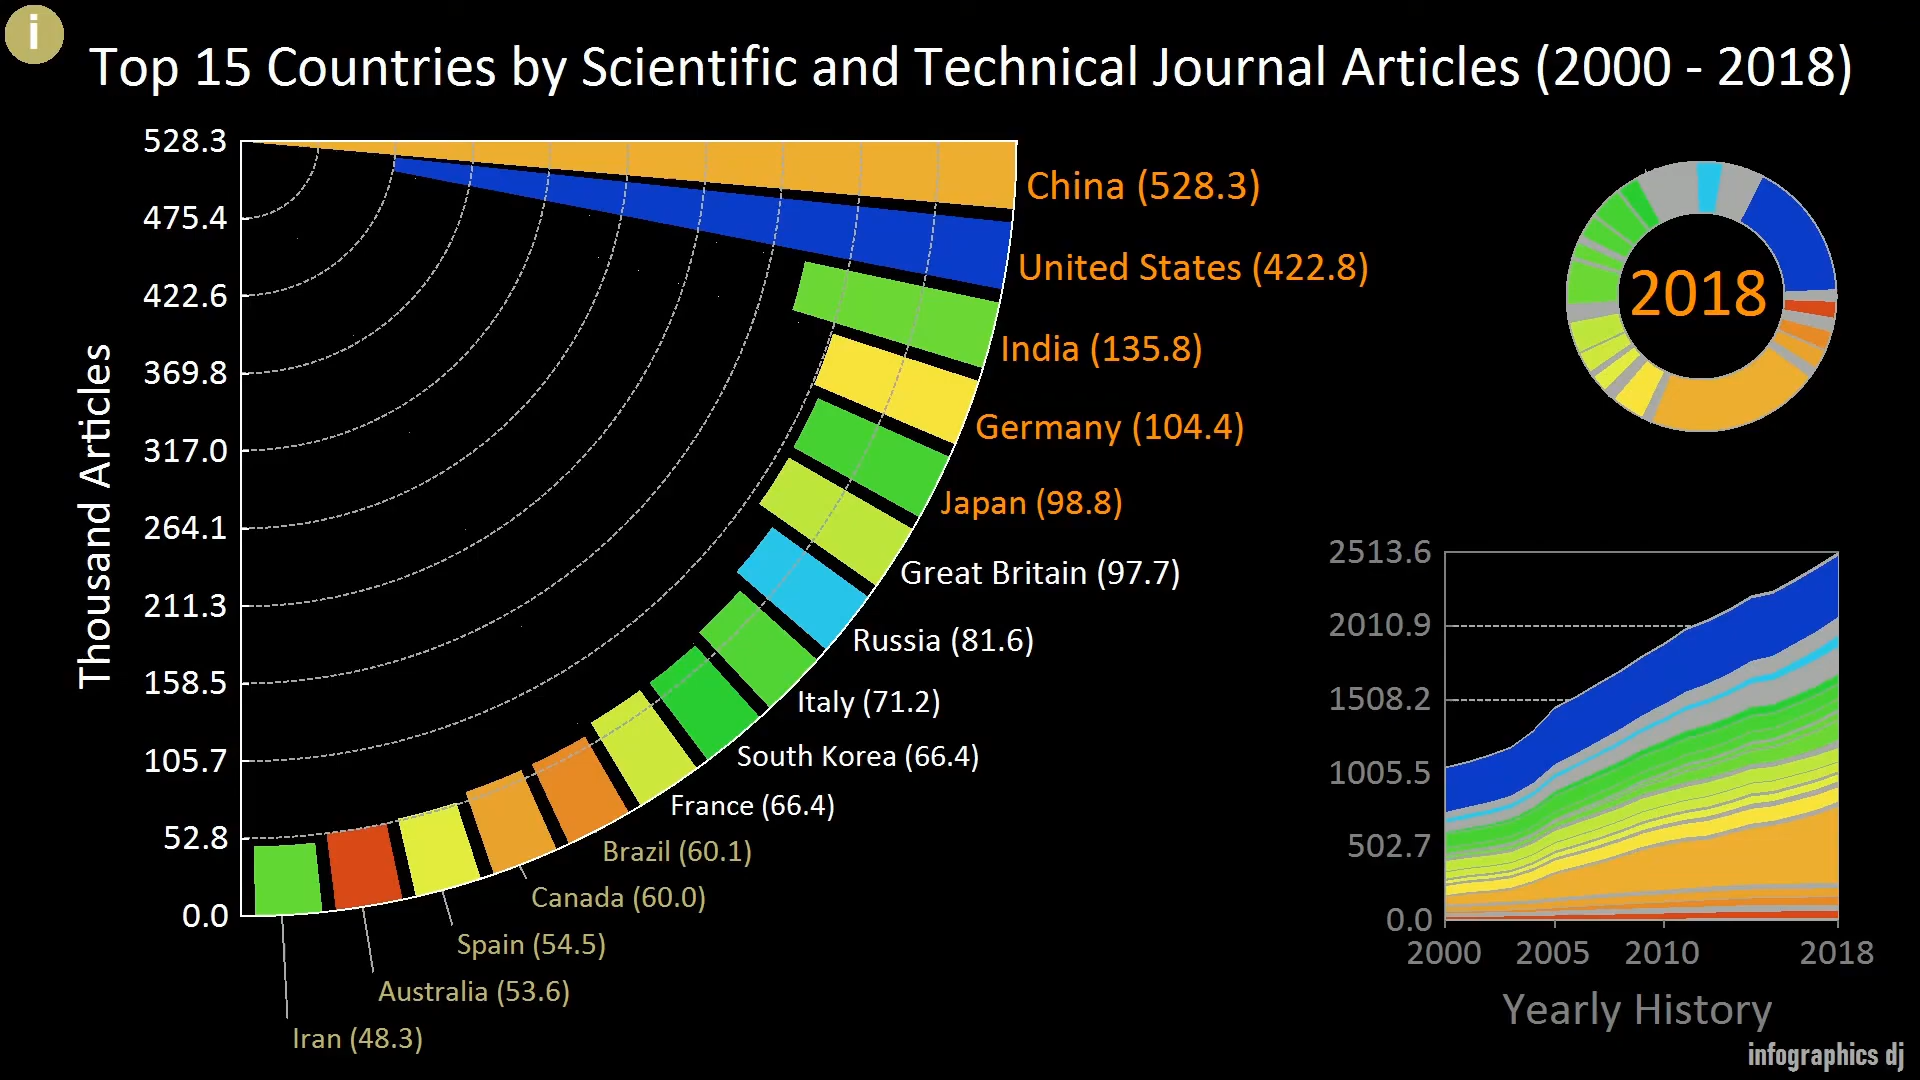 i
Top 15 Countries by Scientific and Technical Journal Articles (2000 - 2018)
Thousand Articles
528.3
475.4
422.6
369.8
317.0
264.1
211.3
158.5
105.7
52.8
0.0
China (528.3)
United States (422.8)
India (135.8)
Germany (104.4)
Japan (98.8)
Great Britain (97.7)
Russia (81.6)
Italy (71.2)
South Korea (66.4)
France (66.4)
Brazil (60.1)
Canada (60.0)
Spain (54.5)
Australia (53.6)
Iran (48.3)
2018
2513.6
2010.9
1508.2
1005.5
502.7
0.0
2000 2005 2010 2018
Yearly History
infographics dj